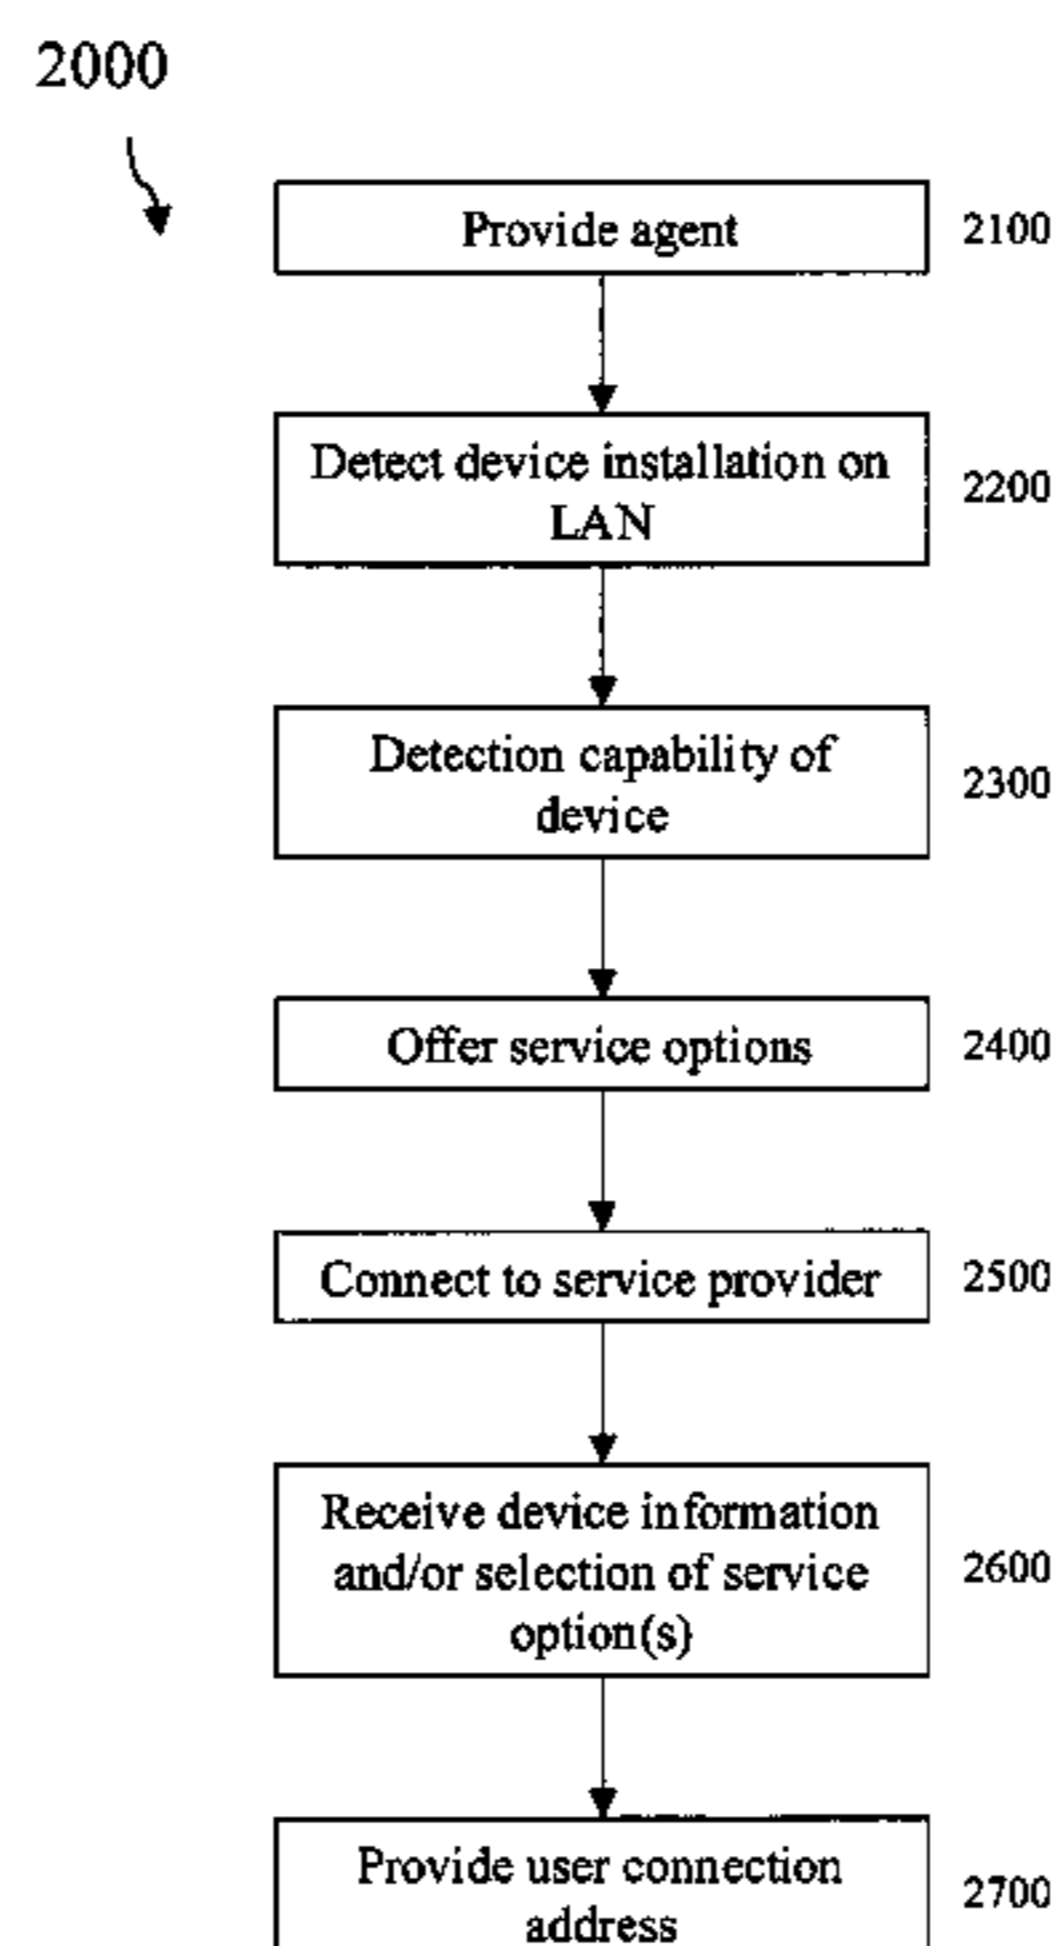 2000
Provide agent
2100
Detect device installation on
LAN
2200
Detection capability of
device
2300
Offer service options
2400
Connect to service provider
2500
Receive device information
and/or selection of service
option(s)
2600
Provide user connection
address
2700